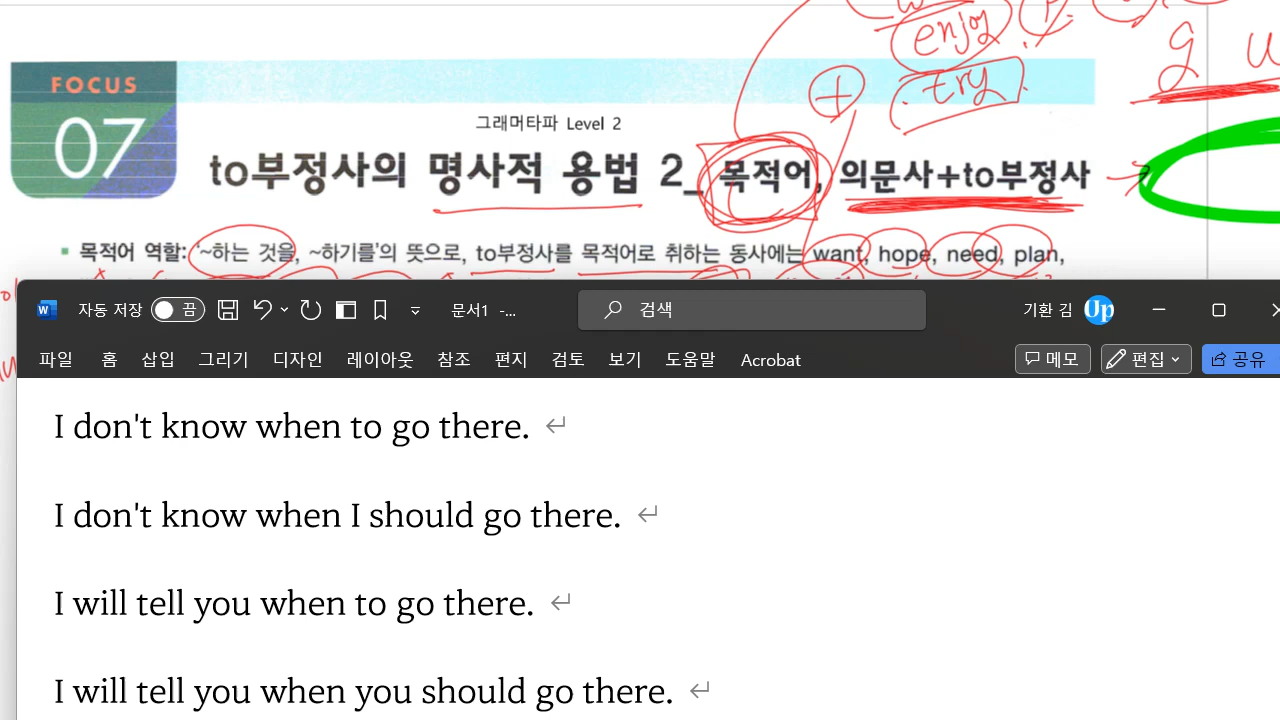 enjoy
g
try
FOCUS
07
그래머타파 Level 2
to부정사의 명사적 용법 2_ 목적어, 의문사+to부정사
목적어 역할: '~하는 것을, ~하기를'의 뜻으로, to부정사를 목적어로 취하는 동사에는 want, hope, need, plan,
자동 저장 끔 문서1 -... 검색 기환 김 Up
파일 홈 삽입 그리기 디자인 레이아웃 참조 편지 검토 보기 도움말 Acrobat 메모 편집 공유
I don't know when to go there.
I don't know when I should go there.
I will tell you when to go there.
I will tell you when you should go there.